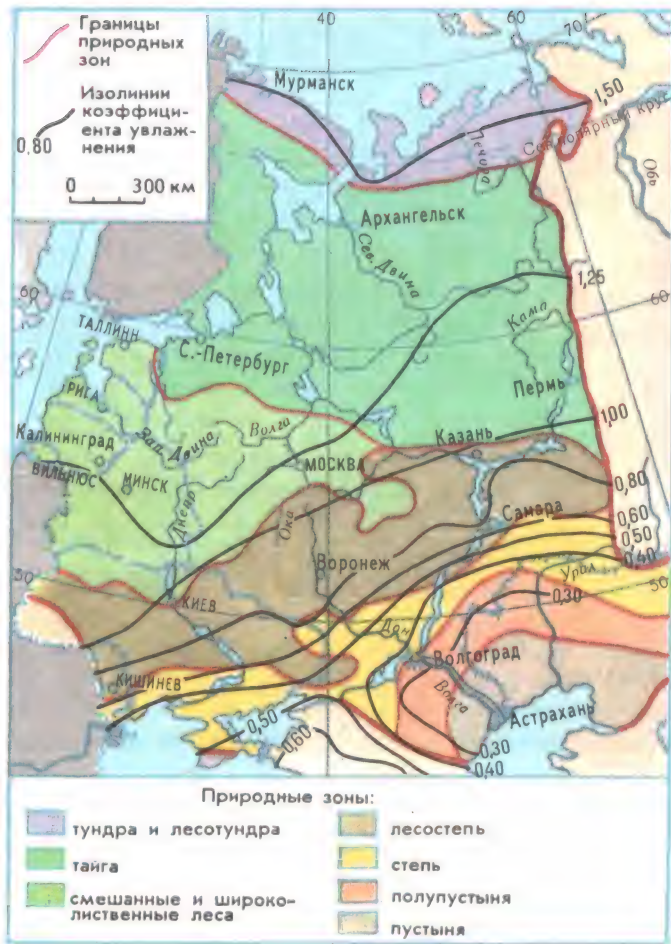 Границы
природных
зон
Изолинии
коэффици-
ента увлаж-
нения
0,80
0 300 км
40
60
70
Мурманск
1,50
Сев. полярный круг
Печора
Обь
Архангельск
Сев. Двина
1,25
60
60
Кама
ТАЛЛИНН
С.-Петербург
Пермь
РИГА
Зап. Двина
Волга
1,00
Калининград
Казань
ВИЛЬНЮС
МИНСК
МОСКВА
0,80
Днепр
Ока
Самара
0,60
0,50
Воронеж
0,40
50
Урал
50
КИЕВ
0,30
Дон
Волгоград
КИШИНЕВ
Волга
Астрахань
0,50
0,60
0,30
0,40
Природные зоны:
тундра и лесотундра
лесостепь
тайга
степь
смешанные и широко-
лиственные леса
полупустыня
пустыня